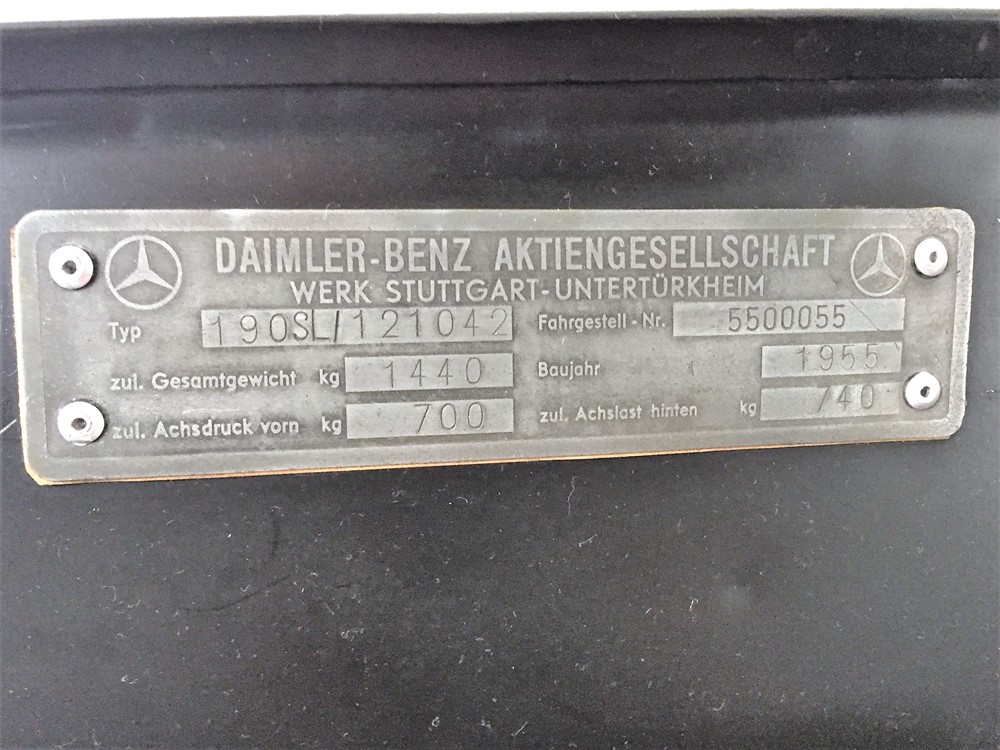 DAIMLER-BENZ AKTIENGESELLSCHAFT
WERK STUTTGART-UNTERTÜRKHEIM
Typ 190SL/121042 Fahrgestell-Nr. 5500055
zul. Gesamtgewicht kg 1440 Baujahr 1955
zul. Achsdruck vorn kg 700 zul. Achslast hinten kg 740